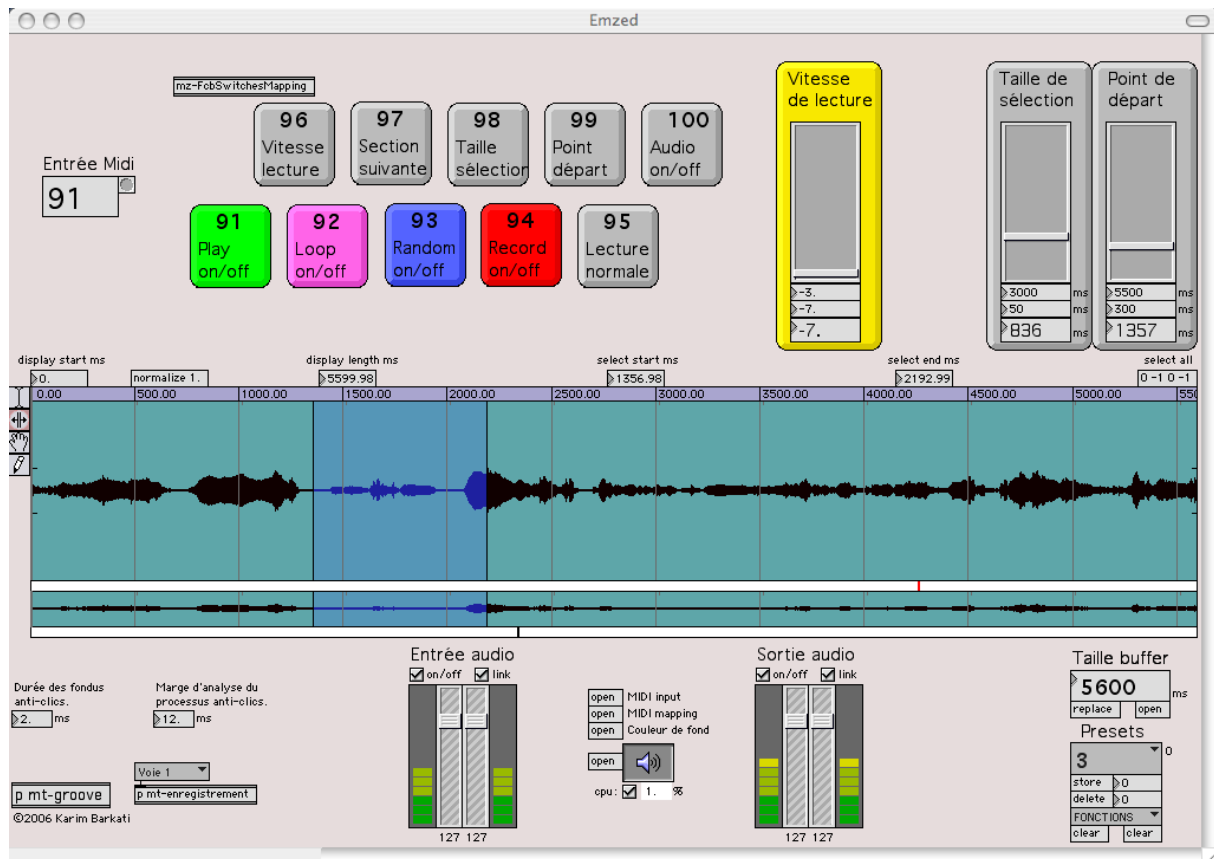 Emzed
mz-FcbSwitchesMapping
Entrée Midi
91
96
Vitesse
lecture
97
Section
suivante
98
Taille
sélection
99
Point
départ
100
Audio
on/off
91
Play
on/off
92
Loop
on/off
93
Random
on/off
94
Record
on/off
95
Lecture
normale
Vitesse
de lecture
-3.
-7.
-7.
Taille de
sélection
3000 ms
50 ms
836 ms
Point de
départ
5500 ms
300 ms
1357 ms
display start ms
display length ms
select start ms
select end ms
select all
0.
normalize 1.
5599.98
1356.98
2192.99
0 -1 0 -1
0.00 500.00 1000.00 1500.00 2000.00 2500.00 3000.00 3500.00 4000.00 4500.00 5000.00 550
Durée des fondus
anti-clics.
2. ms
Marge d'analyse du
processus anti-clics.
12. ms
Voie 1
p mt-groove
p mt-enregistrement
©2006 Karim Barkati
Entrée audio
on/off link
127 127
open MIDI input
open MIDI mapping
open Couleur de fond
open
cpu: 1. %
Sortie audio
on/off link
127 127
Taille buffer
5600 ms
replace open
Presets
3 0
store 0
delete 0
FONCTIONS
clear clear